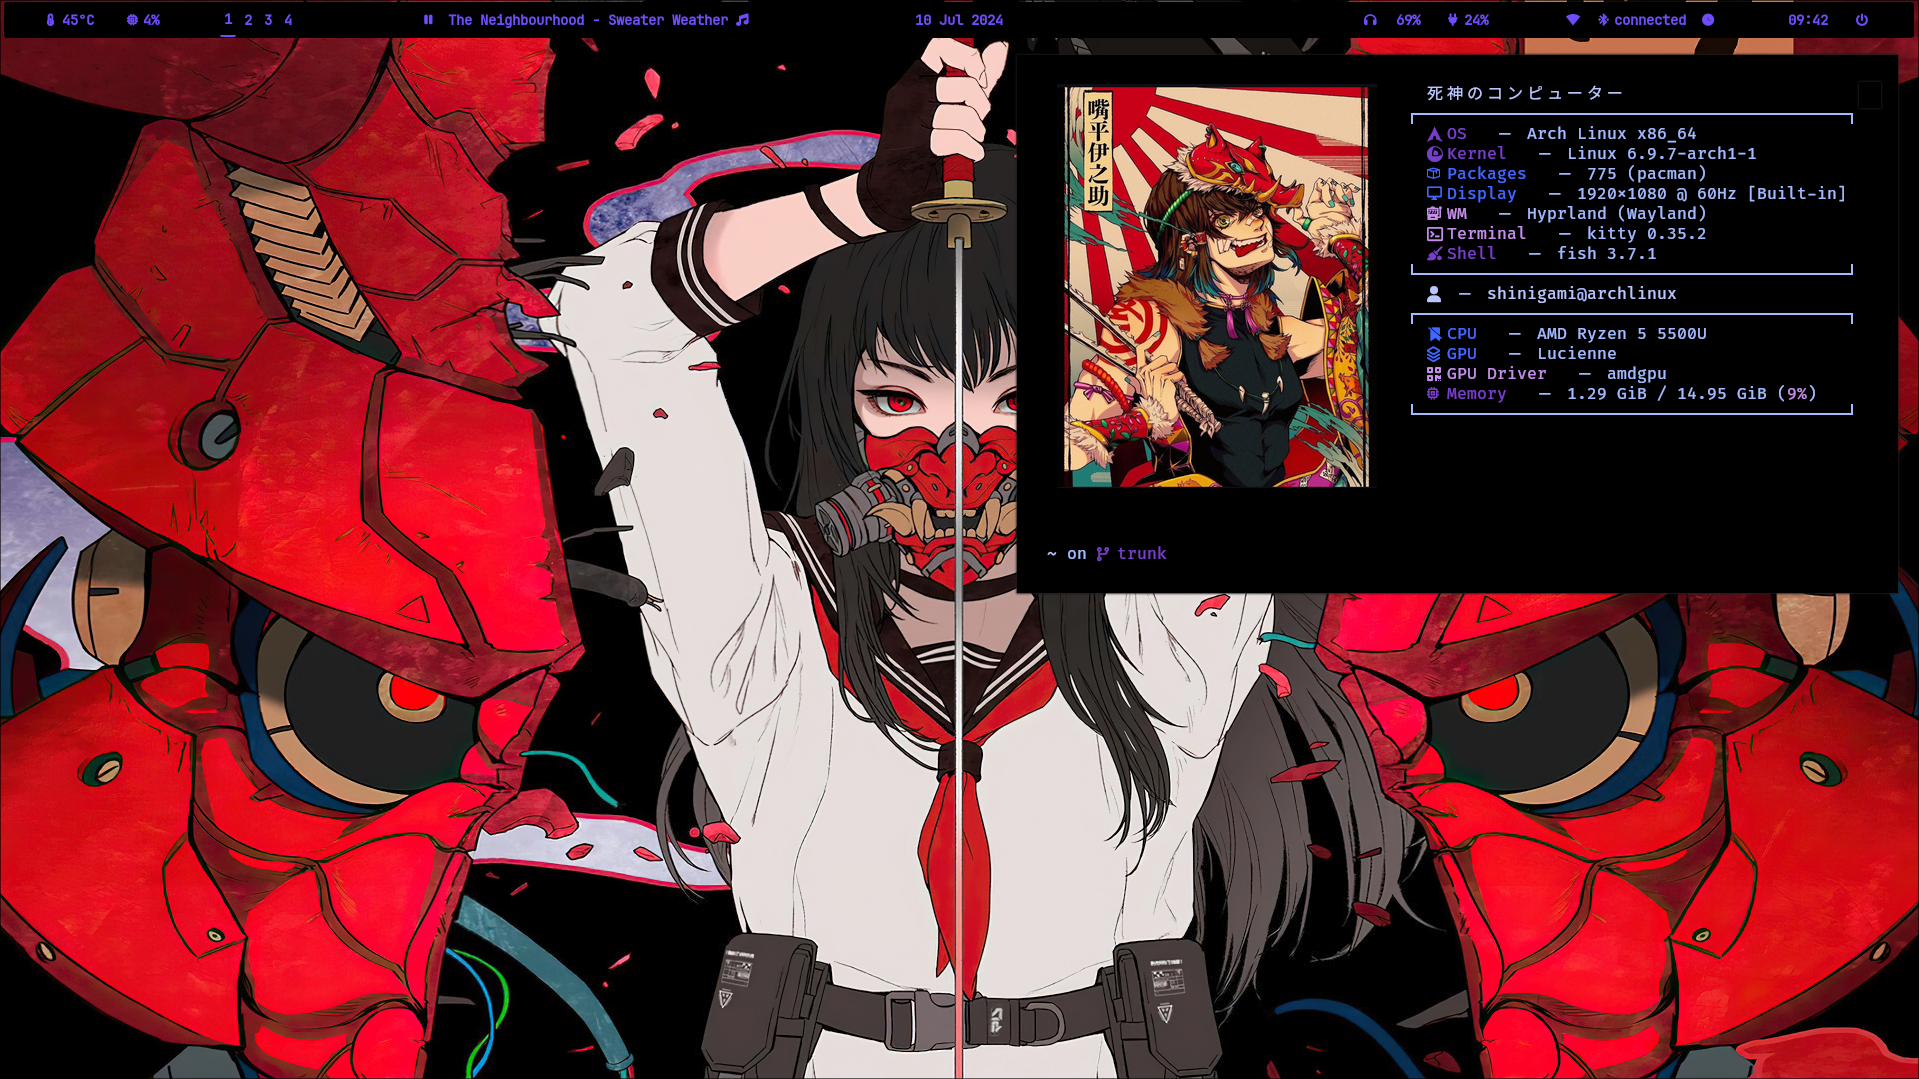 45°C 4% 1 2 3 4 The Neighbourhood - Sweater Weather 10 Jul 2024 69% 24% connected 09:42
嘴平伊之助
死神のコンピューター
OS — Arch Linux x86_64
Kernel — Linux 6.9.7-arch1-1
Packages — 775 (pacman)
Display — 1920×1080 @ 60Hz [Built-in]
WM — Hyprland (Wayland)
Terminal — kitty 0.35.2
Shell — fish 3.7.1
— shinigami@archlinux
CPU — AMD Ryzen 5 5500U
GPU — Lucienne
GPU Driver — amdgpu
Memory — 1.29 GiB / 14.95 GiB (9%)
~ on trunk